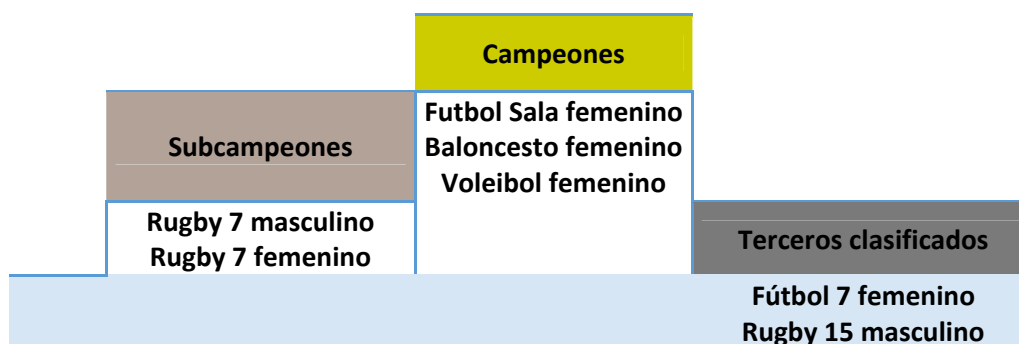 Campeones
Futbol Sala femenino
Baloncesto femenino
Voleibol femenino
Subcampeones
Rugby 7 masculino
Rugby 7 femenino
Terceros clasificados
Fútbol 7 femenino
Rugby 15 masculino